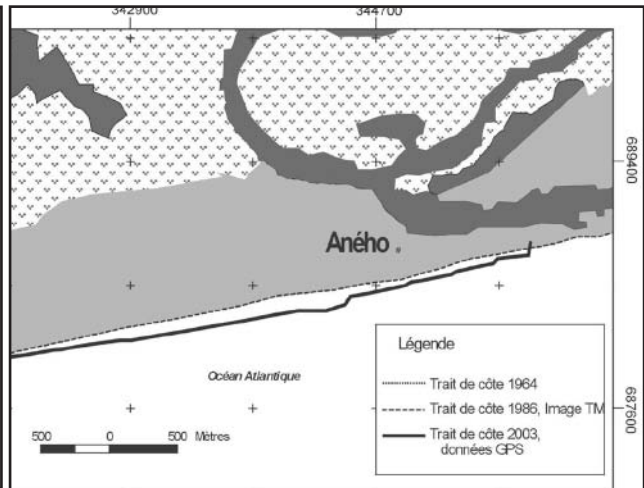 342900 344700
689400
Aného
Légende
Océan Atlantique
Trait de côte 1964
Trait de côte 1986, Image TM
687600
Trait de côte 2003,
données GPS
500 0 500 Mètres